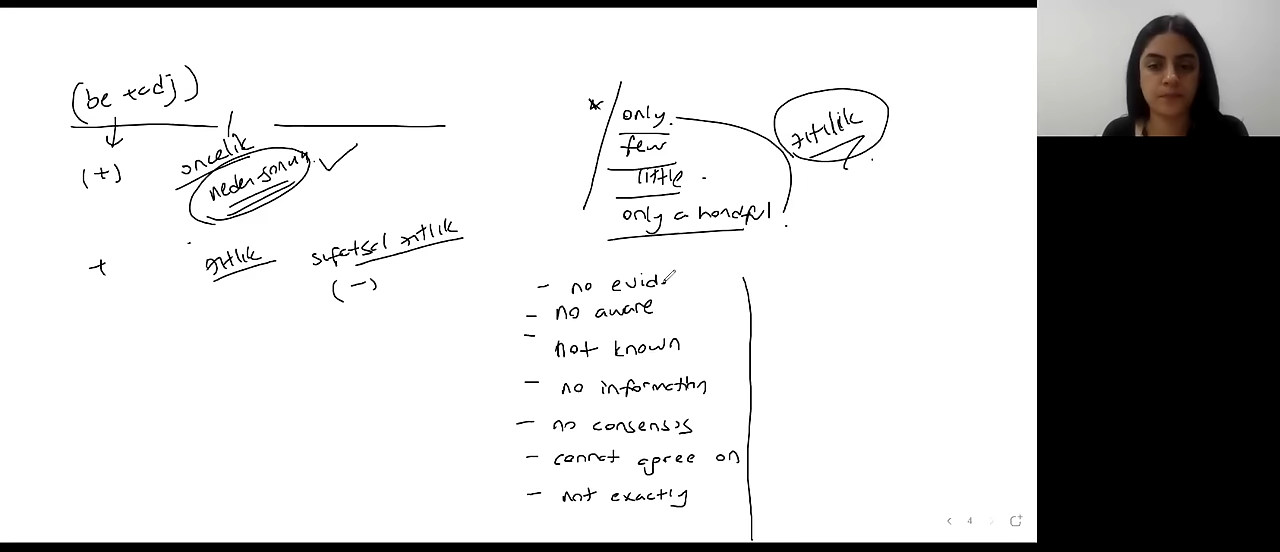 (be + adj)
(+)
öncelik
neden-sonuç
+
zıtlık
sıfatsal zıtlık
(-)
* only.
few
little .
only a handful
zıtlık
- no evid
- no aware
- not known
- no information
- no consensus
- cannot agree on
- not exactly
4